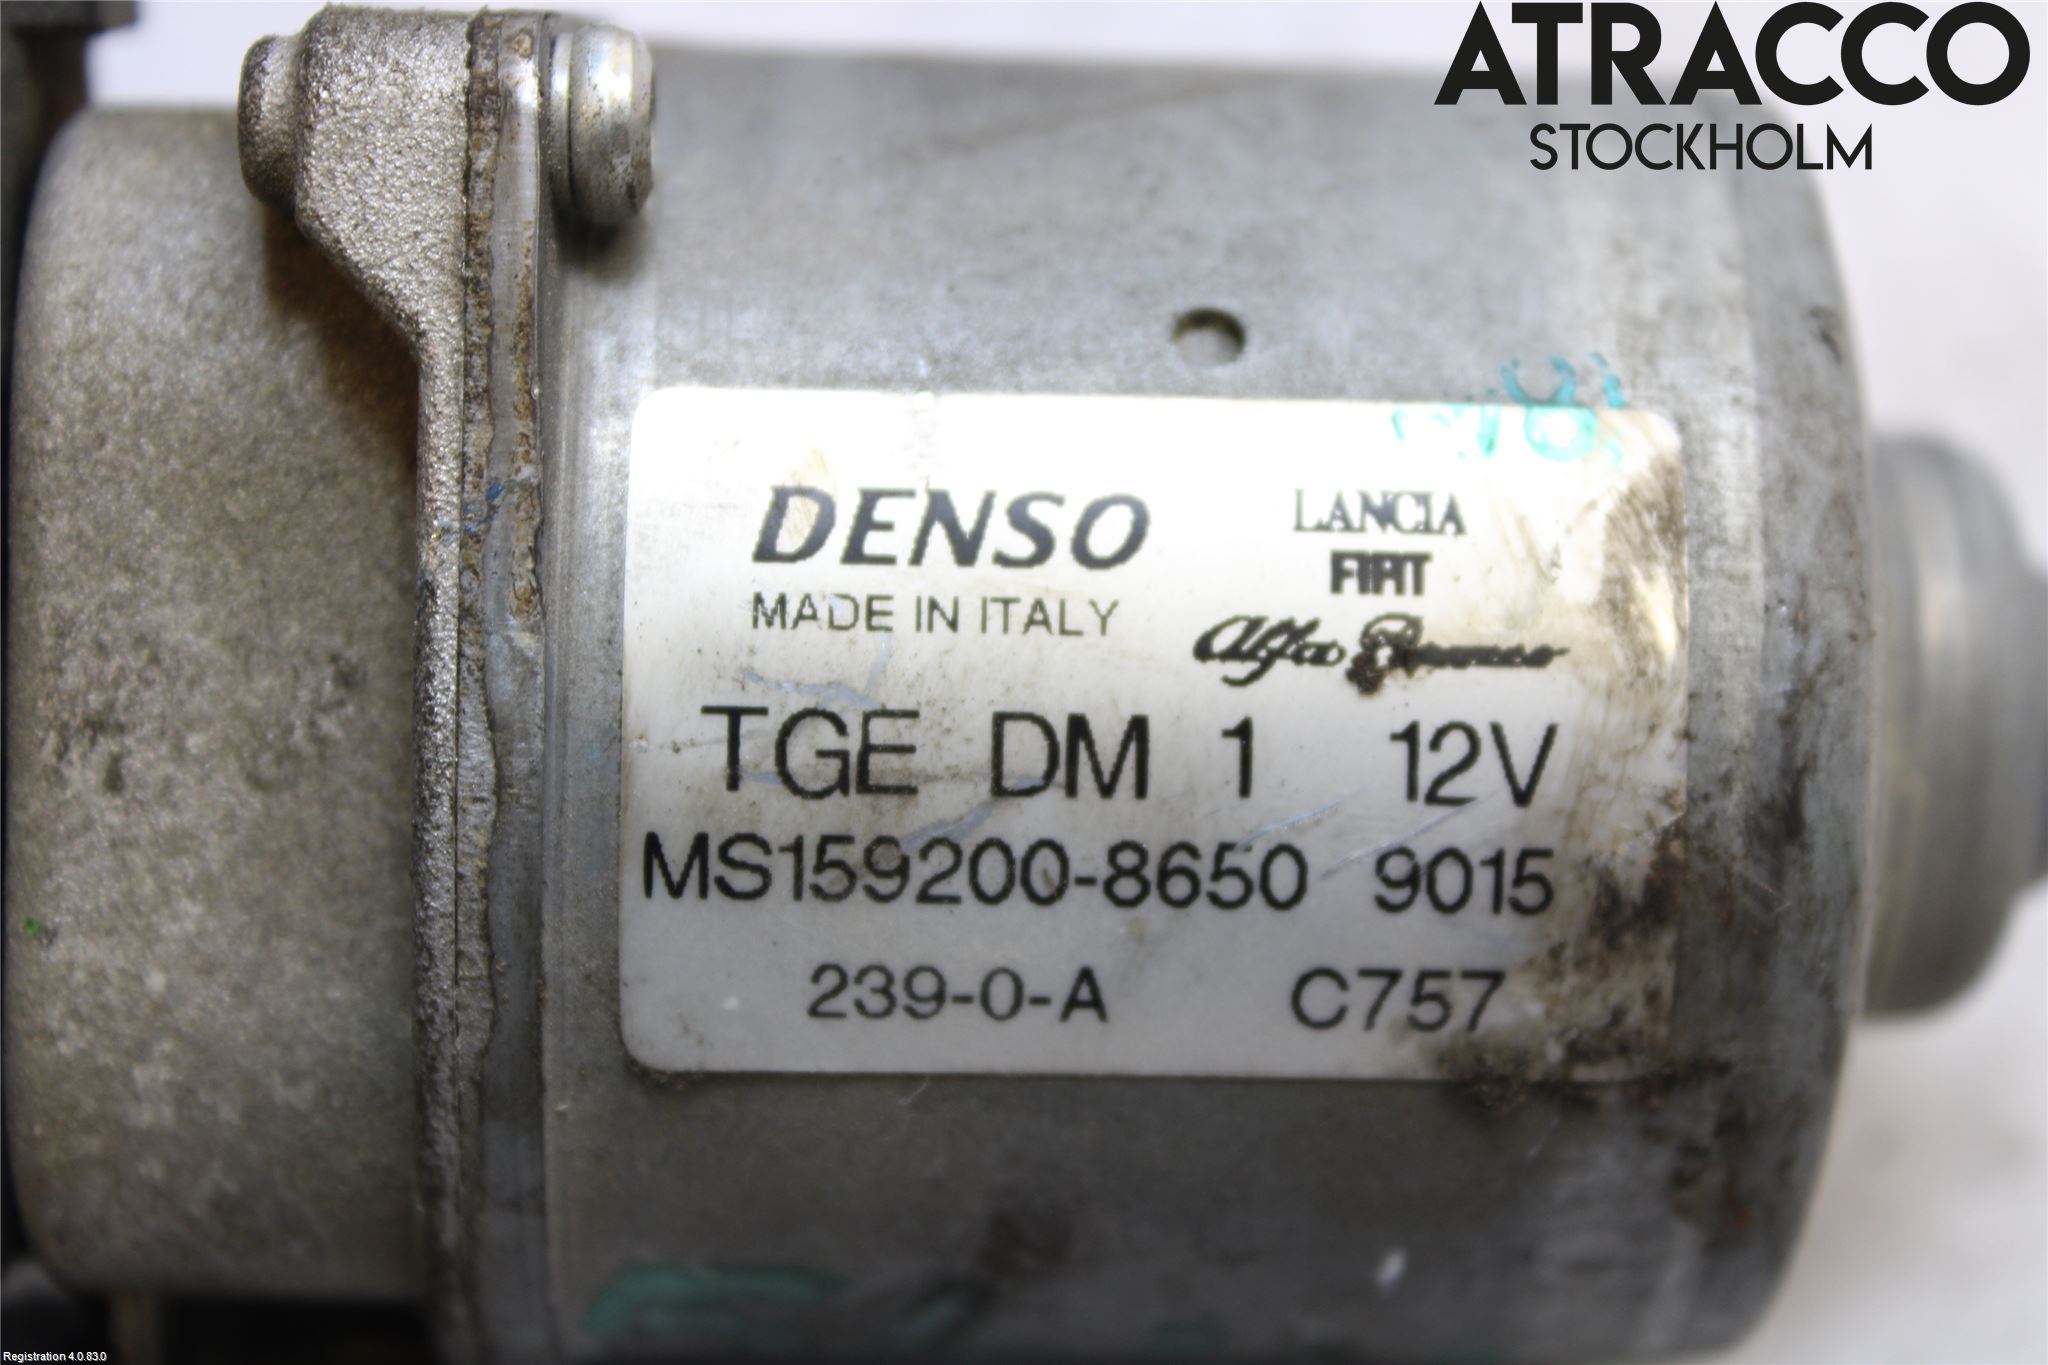 ATRACCO
STOCKHOLM
DENSO
MADE IN ITALY
LANCIA
FIAT
Alfa Romeo
TGE DM 1 12V
MS159200-8650 9015
239-0-A C757
Registration 4.0.83.0